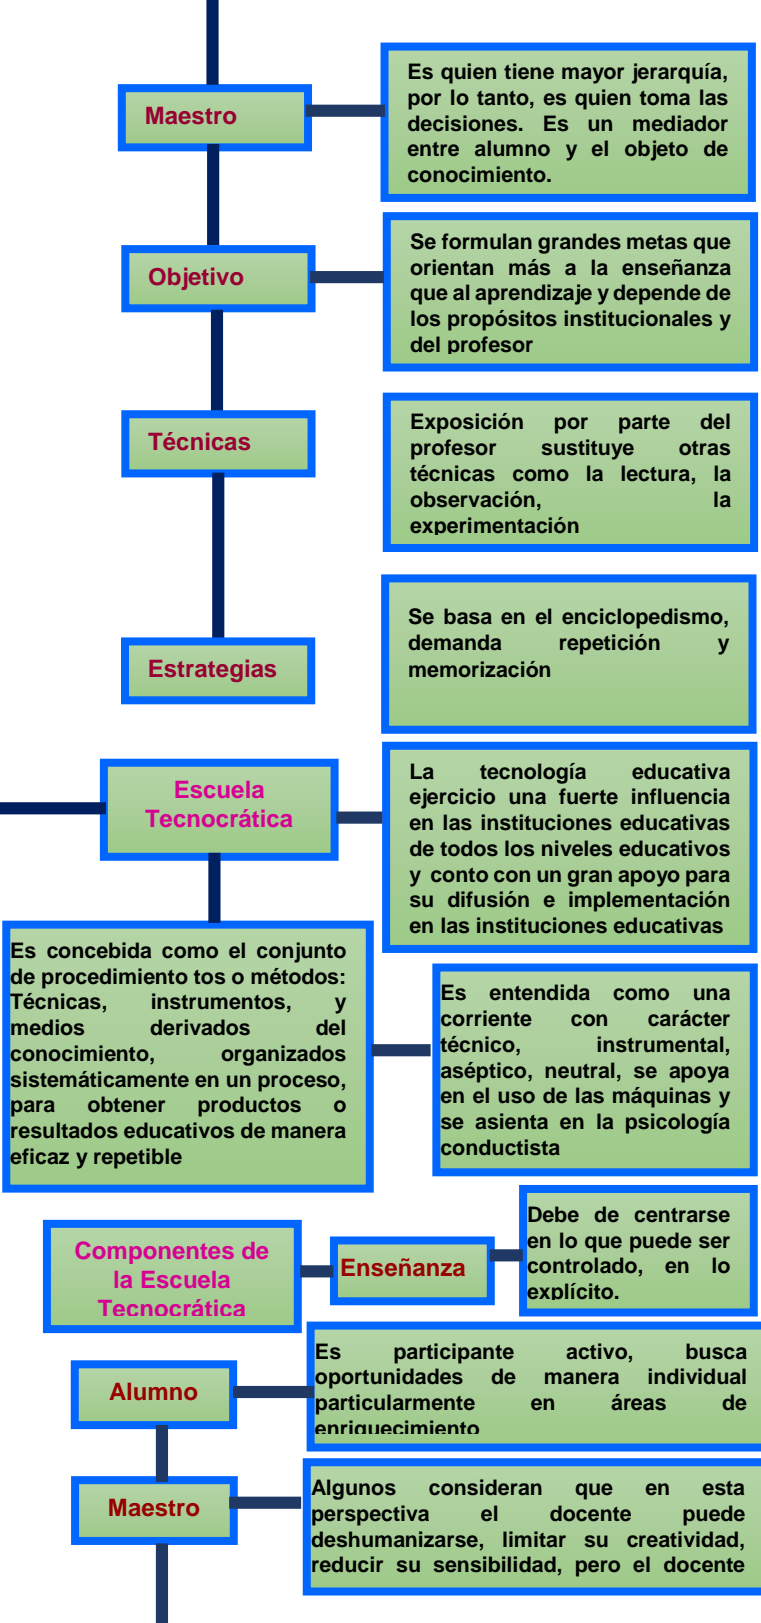 Maestro
Es quien tiene mayor jerarquía,
por lo tanto, es quien toma las
decisiones. Es un mediador
entre alumno y el objeto de
conocimiento.
Objetivo
Se formulan grandes metas que
orientan más a la enseñanza
que al aprendizaje y depende de
los propósitos institucionales y
del profesor
Técnicas
Exposición por parte del
profesor sustituye otras
técnicas como la lectura, la
observación, la
experimentación
Estrategias
Se basa en el enciclopedismo,
demanda repetición y
memorización
Escuela
Tecnocrática
La tecnología educativa
ejercicio una fuerte influencia
en las instituciones educativas
de todos los niveles educativos
y conto con un gran apoyo para
su difusión e implementación
en las instituciones educativas
Es concebida como el conjunto
de procedimiento tos o métodos:
Técnicas, instrumentos, y
medios derivados del
conocimiento, organizados
sistemáticamente en un proceso,
para obtener productos o
resultados educativos de manera
eficaz y repetible
Es entendida como una
corriente con carácter
técnico, instrumental,
aséptico, neutral, se apoya
en el uso de las máquinas y
se asienta en la psicología
conductista
Componentes de
la Escuela
Tecnocrática
Enseñanza
Debe de centrarse
en lo que puede ser
controlado, en lo
explícito.
Alumno
Es participante activo, busca
oportunidades de manera individual
particularmente en áreas de
enriquecimiento
Maestro
Algunos consideran que en esta
perspectiva el docente puede
deshumanizarse, limitar su creatividad,
reducir su sensibilidad, pero el docente